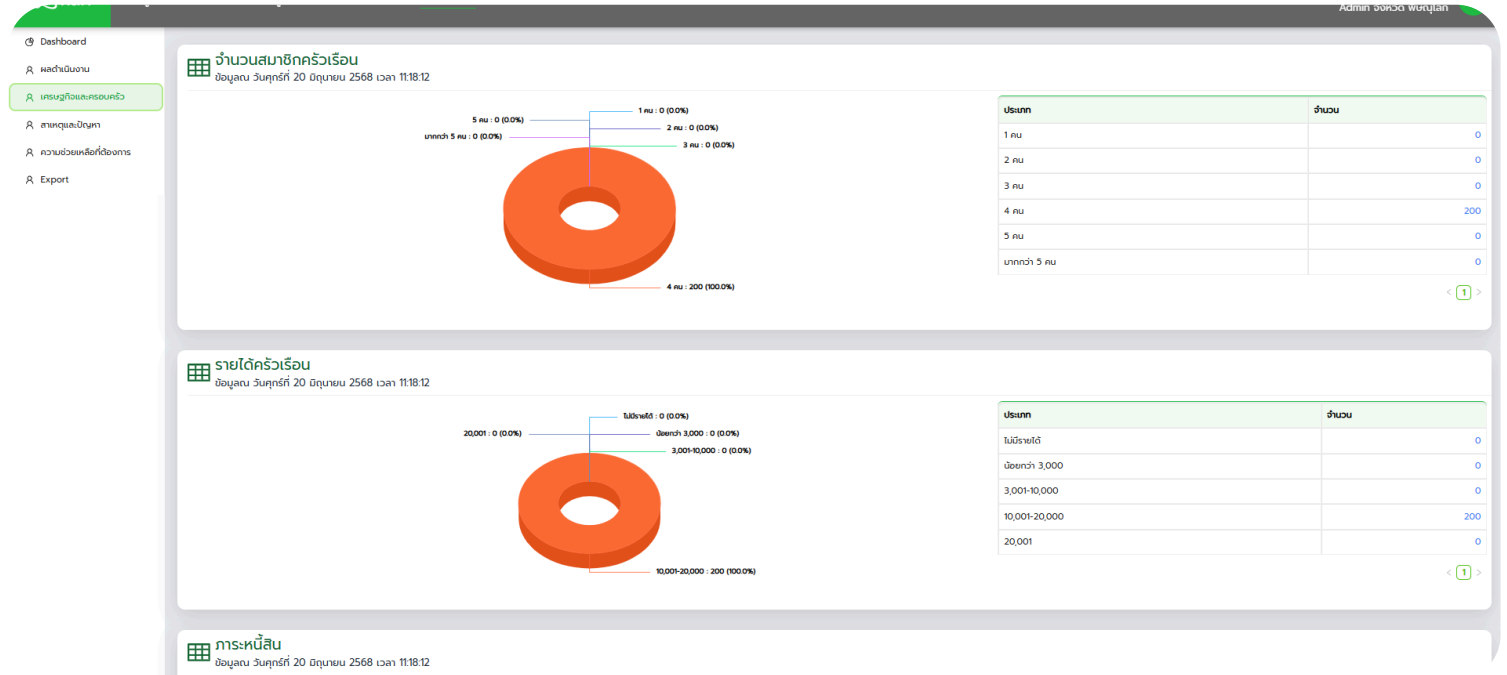 Admin จังหวัด พิษณุโลก
Dashboard
ผลดำเนินงาน
เศรษฐกิจและครอบครัว
สาเหตุและปัญหา
ความช่วยเหลือที่ต้องการ
Export
จำนวนสมาชิกครัวเรือน
ข้อมูลณ วันศุกร์ที่ 20 มิถุนายน 2568 เวลา 11:18:12
1 คน : 0 (0.0%)
5 คน : 0 (0.0%)
2 คน : 0 (0.0%)
มากกว่า 5 คน : 0 (0.0%)
3 คน : 0 (0.0%)
4 คน : 200 (100.0%)
ประเภท จำนวน
1 คน 0
2 คน 0
3 คน 0
4 คน 200
5 คน 0
มากกว่า 5 คน 0
< 1 >
รายได้ครัวเรือน
ข้อมูลณ วันศุกร์ที่ 20 มิถุนายน 2568 เวลา 11:18:12
ไม่มีรายได้ : 0 (0.0%)
20,001 : 0 (0.0%)
น้อยกว่า 3,000 : 0 (0.0%)
3,001-10,000 : 0 (0.0%)
10,001-20,000 : 200 (100.0%)
ประเภท จำนวน
ไม่มีรายได้ 0
น้อยกว่า 3,000 0
3,001-10,000 0
10,001-20,000 200
20,001 0
< 1 >
ภาระหนี้สิน
ข้อมูลณ วันศุกร์ที่ 20 มิถุนายน 2568 เวลา 11:18:12